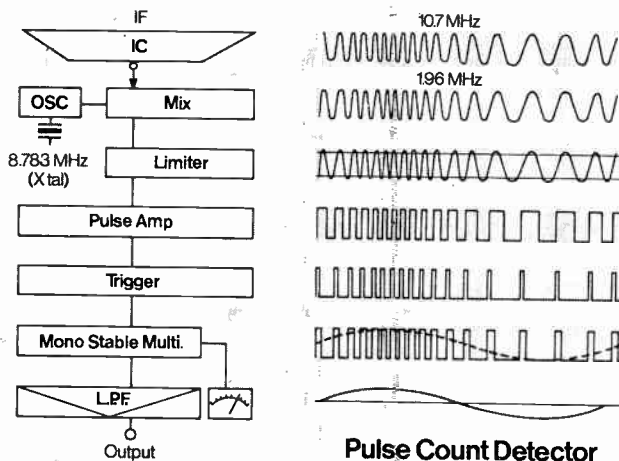 IF
IC
OSC
Mix
8.783 MHz
(Xtal)
Limiter
Pulse Amp
Trigger
Mono Stable Multi.
L.P.F.
Output
10.7 MHz
1.96 MHz
Pulse Count Detector